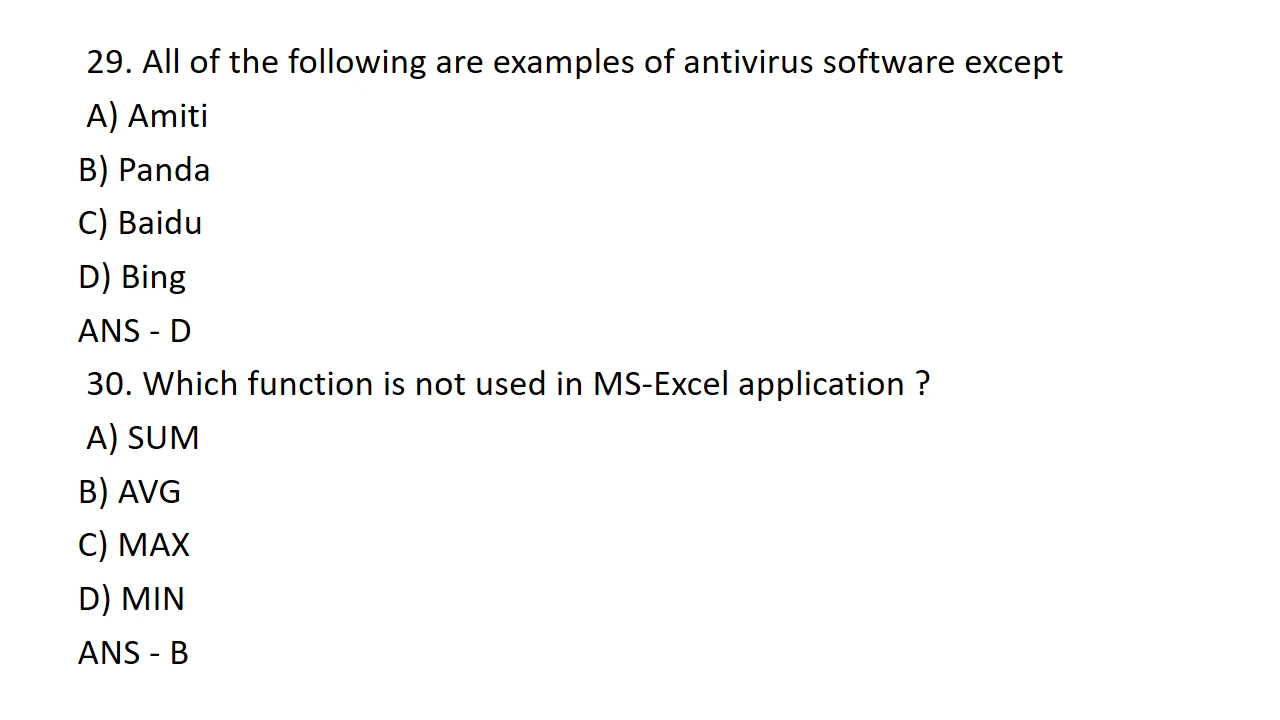 29. All of the following are examples of antivirus software except
A) Amiti
B) Panda
C) Baidu
D) Bing
ANS - D
30. Which function is not used in MS-Excel application ?
A) SUM
B) AVG
C) MAX
D) MIN
ANS - B